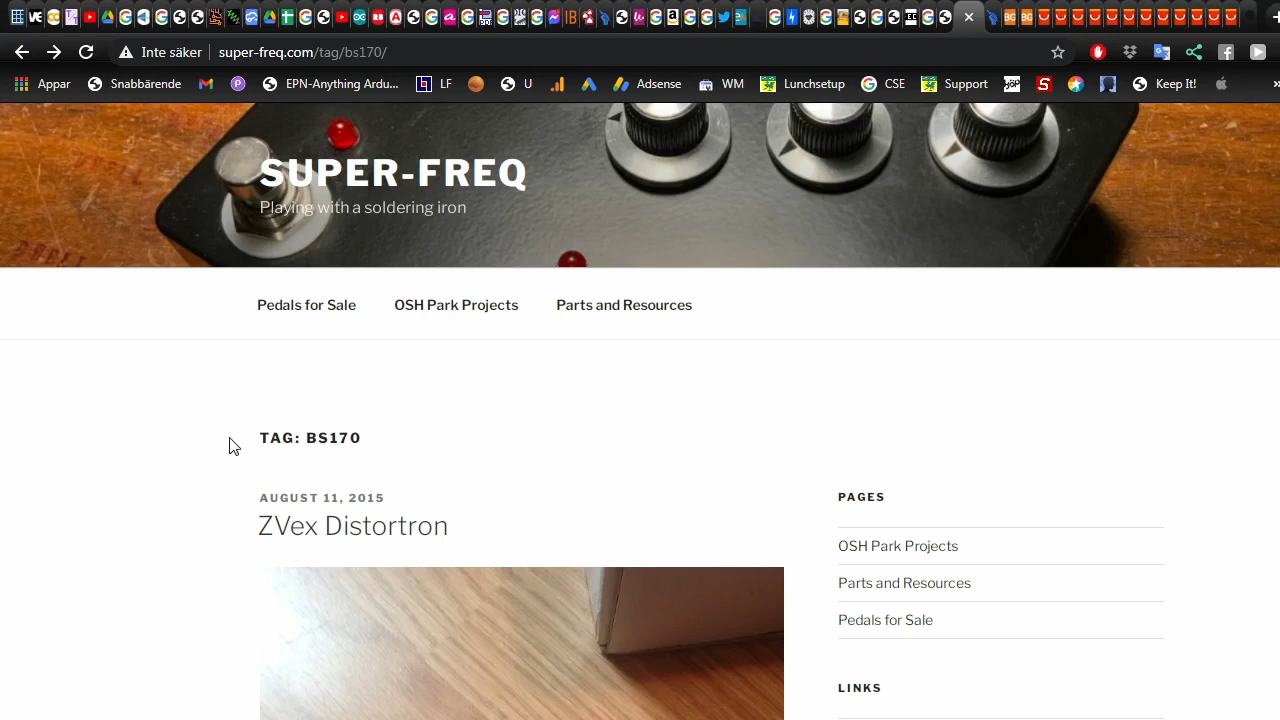 Inte säker
super-freq.com/tag/bs170/
Appar
Snabbärende
EPN-Anything Ardu...
LF
U
Adsense
WM
Lunchsetup
CSE
Support
Keep It!
SUPER-FREQ
Playing with a soldering iron
Pedals for Sale
OSH Park Projects
Parts and Resources
TAG: BS170
AUGUST 11, 2015
ZVex Distortron
PAGES
OSH Park Projects
Parts and Resources
Pedals for Sale
LINKS